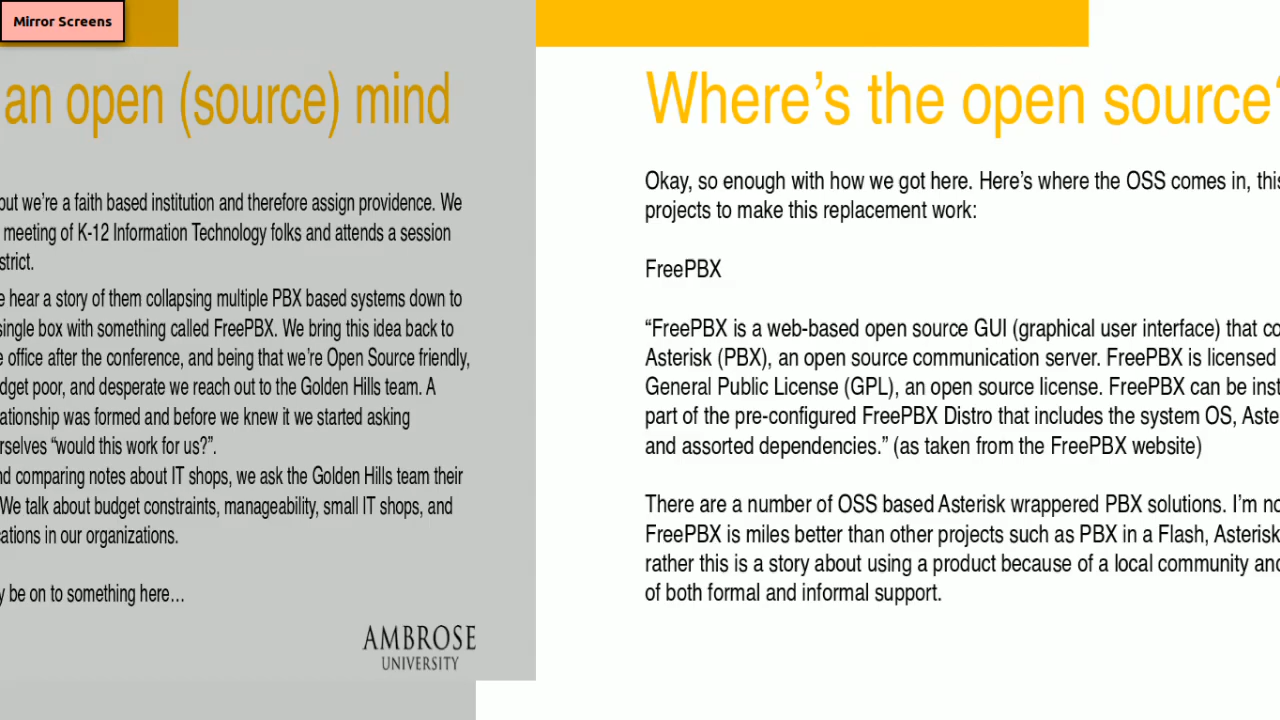 Mirror Screens
an open (source) mind
but we're a faith based institution and therefore assign providence. We
meeting of K-12 Information Technology folks and attends a session
hear a story of them collapsing multiple PBX based systems down to
single box with something called FreePBX. We bring this idea back to
office after the conference, and being that we're Open Source friendly,
poor, and desperate we reach out to the Golden Hills team. A
was formed and before we knew it we started asking
“would this work for us?”.
comparing notes about IT shops, we ask the Golden Hills team their
We talk about budget constraints, manageability, small IT shops, and
in our organizations.
be on to something here…
AMBROSE
UNIVERSITY
Where’s the open source?
Okay, so enough with how we got here. Here’s where the OSS comes in, this
projects to make this replacement work:
FreePBX
“FreePBX is a web-based open source GUI (graphical user interface) that
Asterisk (PBX), an open source communication server. FreePBX is licensed
General Public License (GPL), an open source license. FreePBX can be
part of the pre-configured FreePBX Distro that includes the system OS,
and assorted dependencies.” (as taken from the FreePBX website)
There are a number of OSS based Asterisk wrappered PBX solutions. I’m
FreePBX is miles better than other projects such as PBX in a Flash, Asterisk
rather this is a story about using a product because of a local community
of both formal and informal support.